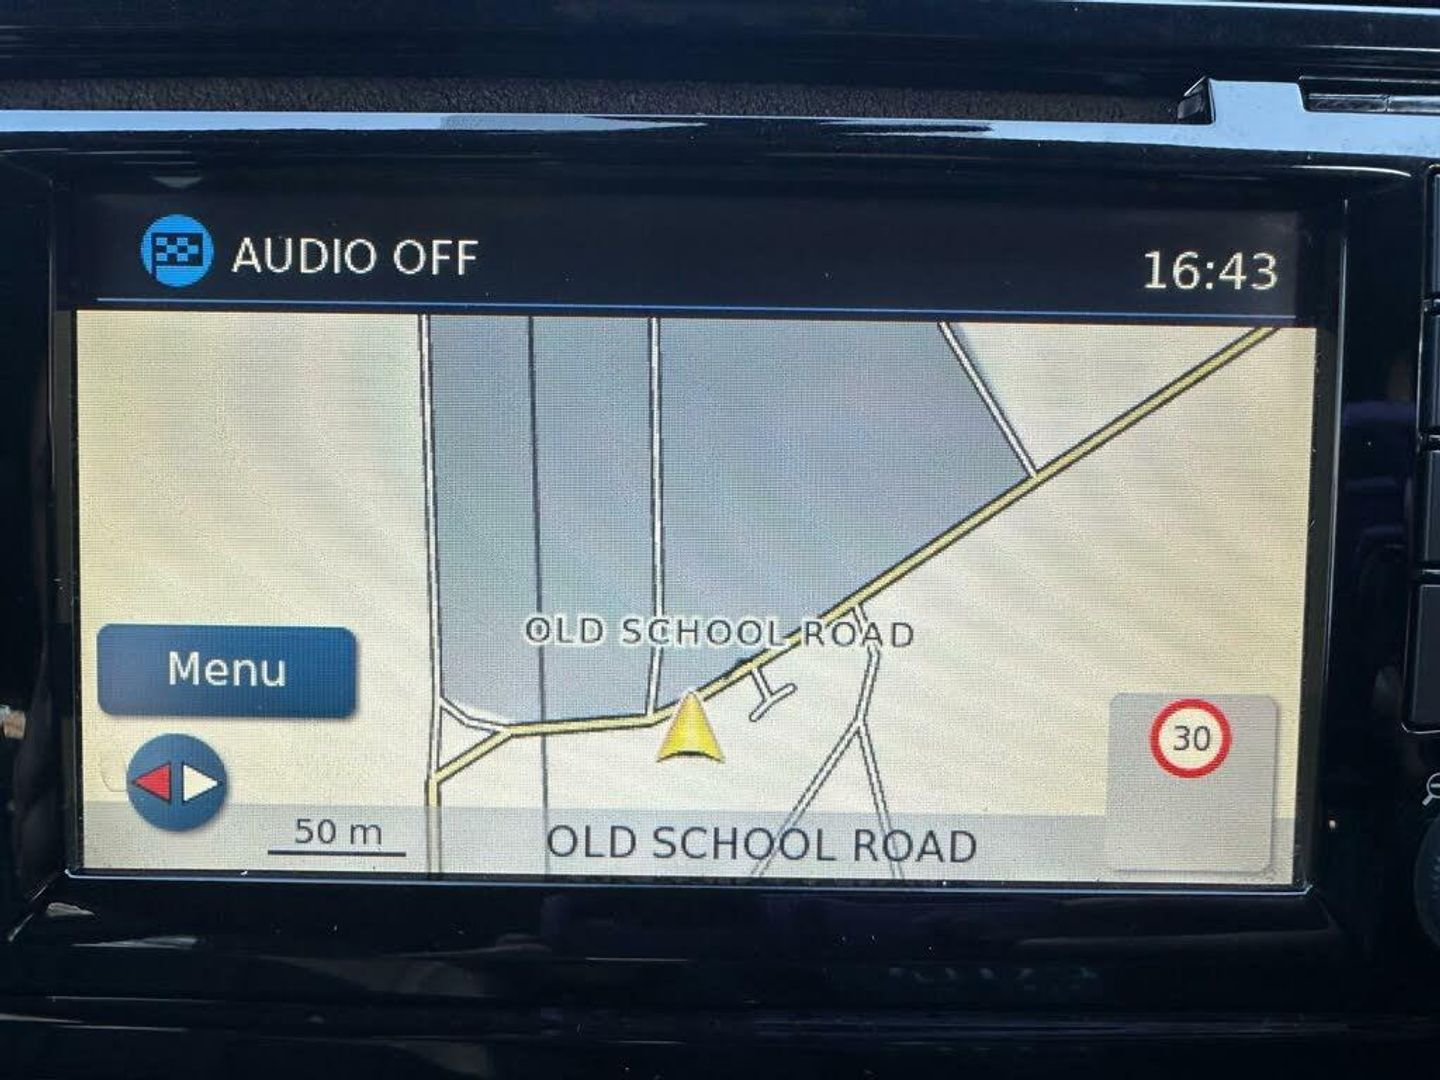 AUDIO OFF
16:43
OLD SCHOOL ROAD
Menu
30
50 m
OLD SCHOOL ROAD